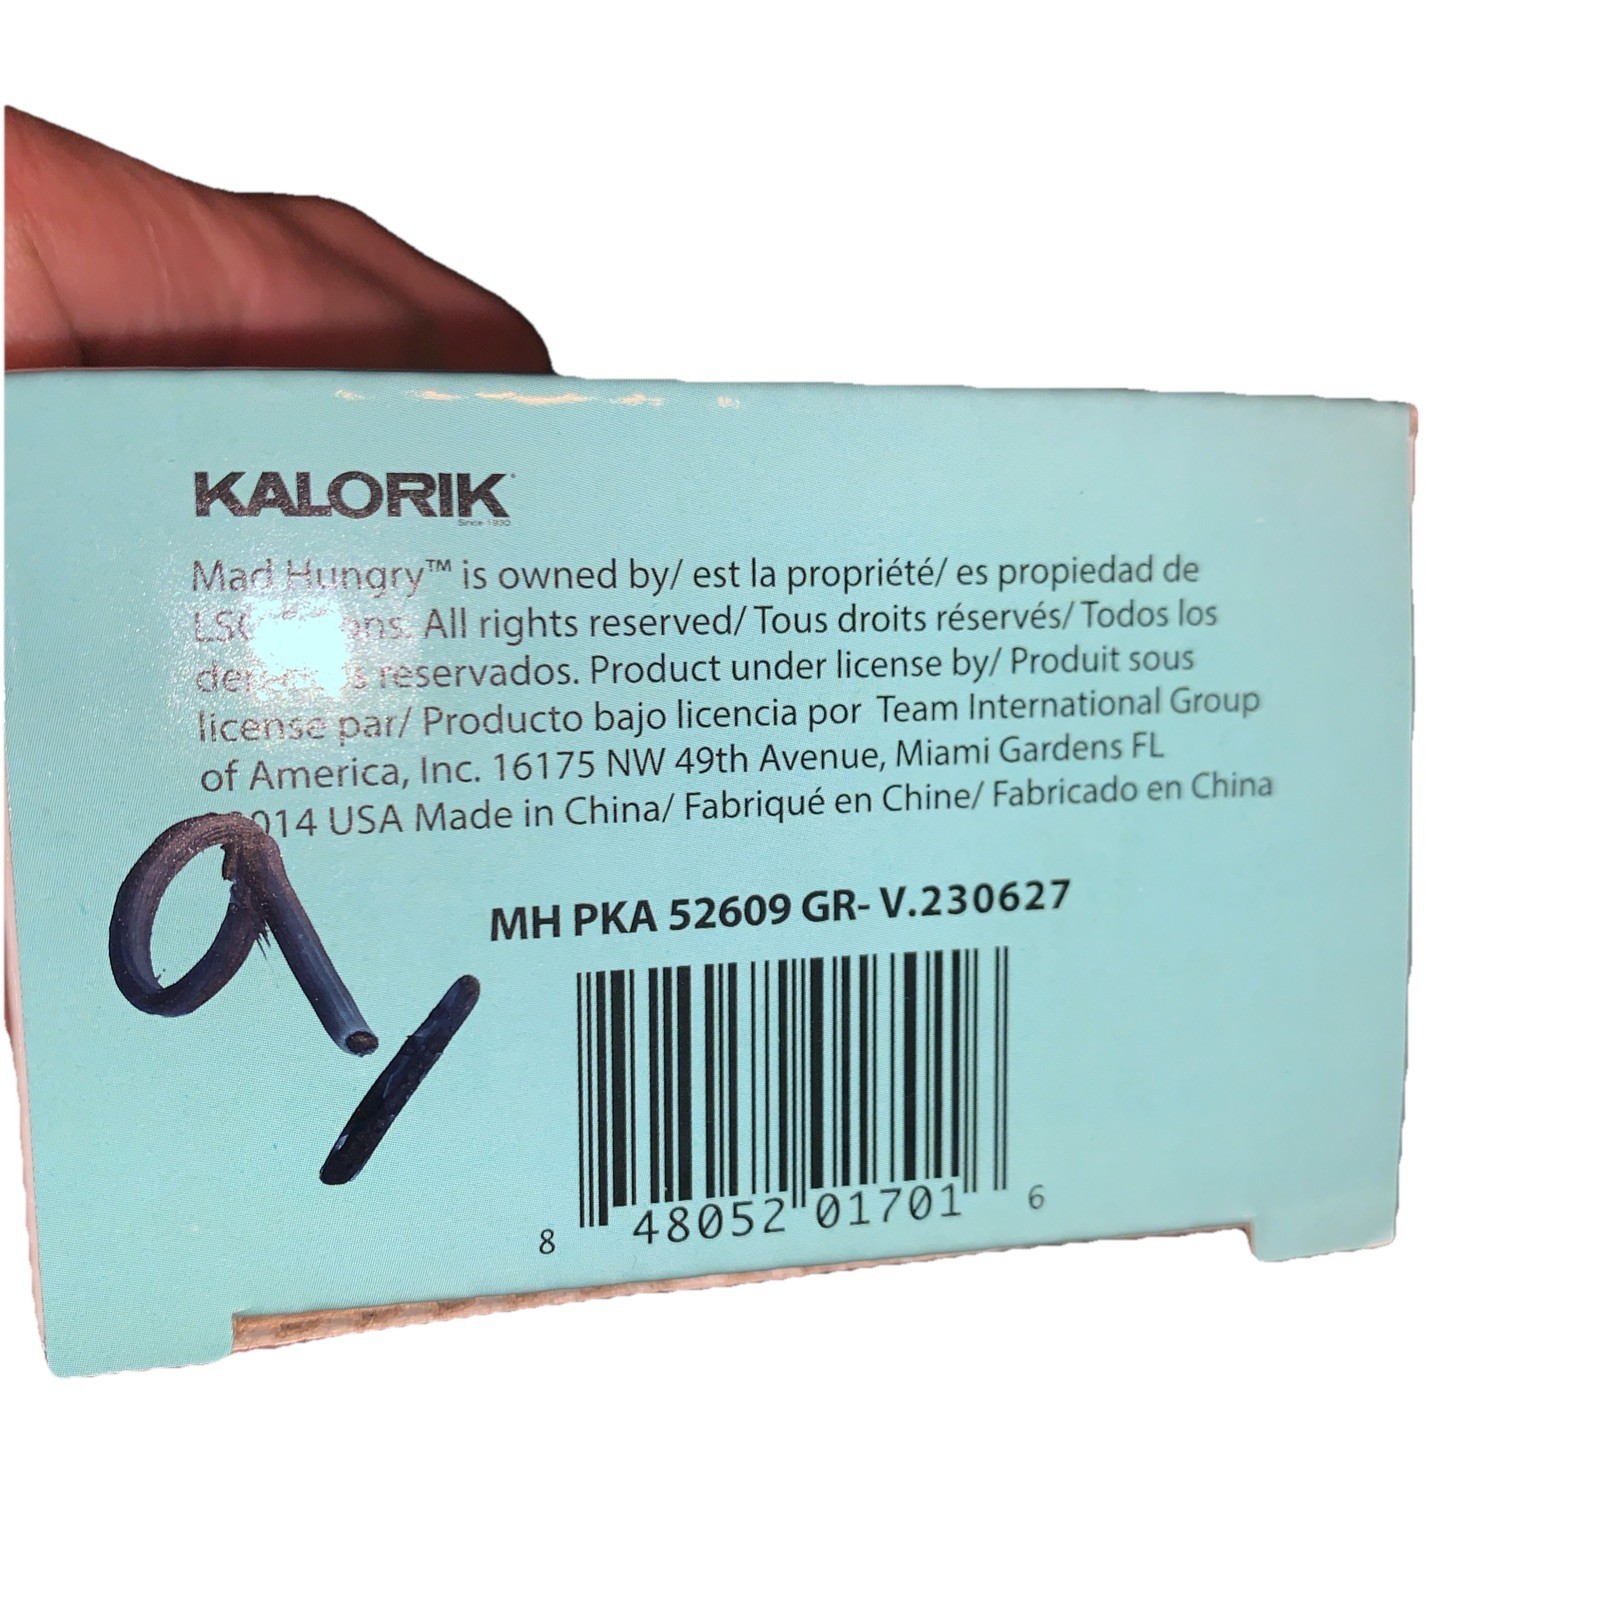 KALORIK
Since 1930
Mad Hungry™ is owned by/ est la propriété/ es propiedad de
All rights reserved/ Tous droits réservés/ Todos los
reservados. Product under license by/ Produit sous
license par/ Producto bajo licencia por Team International Group
of America, Inc. 16175 NW 49th Avenue, Miami Gardens FL
USA Made in China/ Fabriqué en Chine/ Fabricado en China
9/
MH PKA 52609 GR- V.230627
8 48052 01701 6